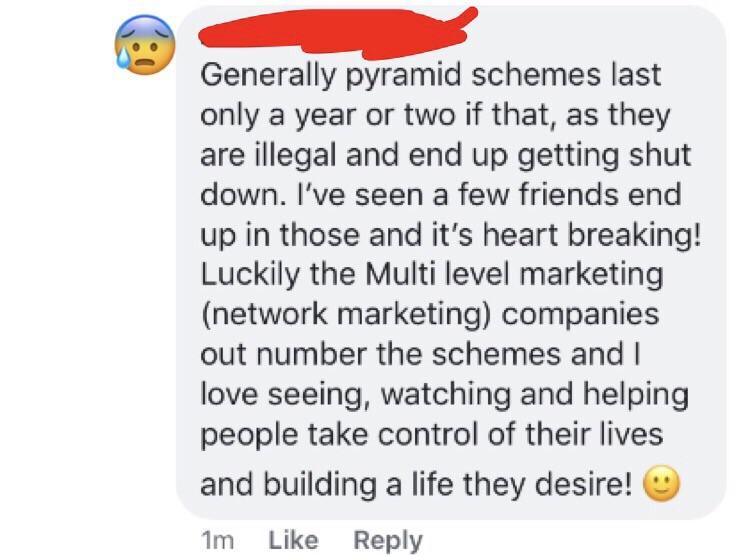 Generally pyramid schemes last
only a year or two if that, as they
are illegal and end up getting shut
down. I’ve seen a few friends end
up in those and it’s heart breaking!
Luckily the Multi level marketing
(network marketing) companies
out number the schemes and I
love seeing, watching and helping
people take control of their lives
and building a life they desire! 🙂
1m Like Reply